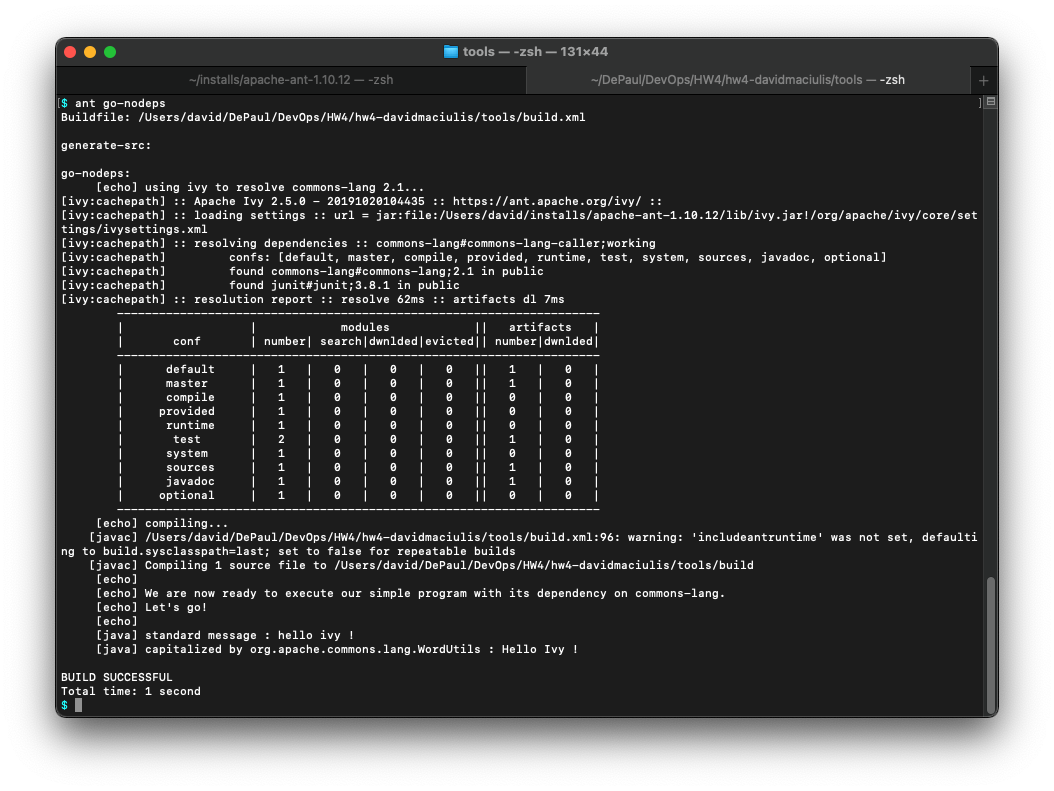 tools — -zsh — 131×44
~/installs/apache-ant-1.10.12 — -zsh
~/DePaul/DevOps/HW4/hw4-davidmaciulis/tools — -zsh +
[$ ant go-nodeps ]
Buildfile: /Users/david/DePaul/DevOps/HW4/hw4-davidmaciulis/tools/build.xml
generate-src:
go-nodeps:
[echo] using ivy to resolve commons-lang 2.1...
[ivy:cachepath] :: Apache Ivy 2.5.0 - 20191020104435 :: https://ant.apache.org/ivy/ ::
[ivy:cachepath] :: loading settings :: url = jar:file:/Users/david/installs/apache-ant-1.10.12/lib/ivy.jar!/org/apache/ivy/core/set
tings/ivysettings.xml
[ivy:cachepath] :: resolving dependencies :: commons-lang#commons-lang-caller;working
[ivy:cachepath] confs: [default, master, compile, provided, runtime, test, system, sources, javadoc, optional]
[ivy:cachepath] found commons-lang#commons-lang;2.1 in public
[ivy:cachepath] found junit#junit;3.8.1 in public
[ivy:cachepath] :: resolution report :: resolve 62ms :: artifacts dl 7ms
---------------------------------------------------------------------
|                  |            modules            ||   artifacts   |
|       conf       | number| search|dwnlded|evicted|| number|dwnlded|
---------------------------------------------------------------------
|      default     |   1   |   0   |   0   |   0   ||   1   |   0   |
|      master      |   1   |   0   |   0   |   0   ||   1   |   0   |
|      compile     |   1   |   0   |   0   |   0   ||   0   |   0   |
|     provided     |   1   |   0   |   0   |   0   ||   0   |   0   |
|      runtime     |   1   |   0   |   0   |   0   ||   0   |   0   |
|       test       |   2   |   0   |   0   |   0   ||   1   |   0   |
|      system      |   1   |   0   |   0   |   0   ||   0   |   0   |
|      sources     |   1   |   0   |   0   |   0   ||   1   |   0   |
|      javadoc     |   1   |   0   |   0   |   0   ||   1   |   0   |
|     optional     |   1   |   0   |   0   |   0   ||   0   |   0   |
---------------------------------------------------------------------
[echo] compiling...
[javac] /Users/david/DePaul/DevOps/HW4/hw4-davidmaciulis/tools/build.xml:96: warning: 'includeantruntime' was not set, defaulti
ng to build.sysclasspath=last; set to false for repeatable builds
[javac] Compiling 1 source file to /Users/david/DePaul/DevOps/HW4/hw4-davidmaciulis/tools/build
[echo]
[echo] We are now ready to execute our simple program with its dependency on commons-lang.
[echo] Let's go!
[echo]
[java] standard message : hello ivy !
[java] capitalized by org.apache.commons.lang.WordUtils : Hello Ivy !
BUILD SUCCESSFUL
Total time: 1 second
$